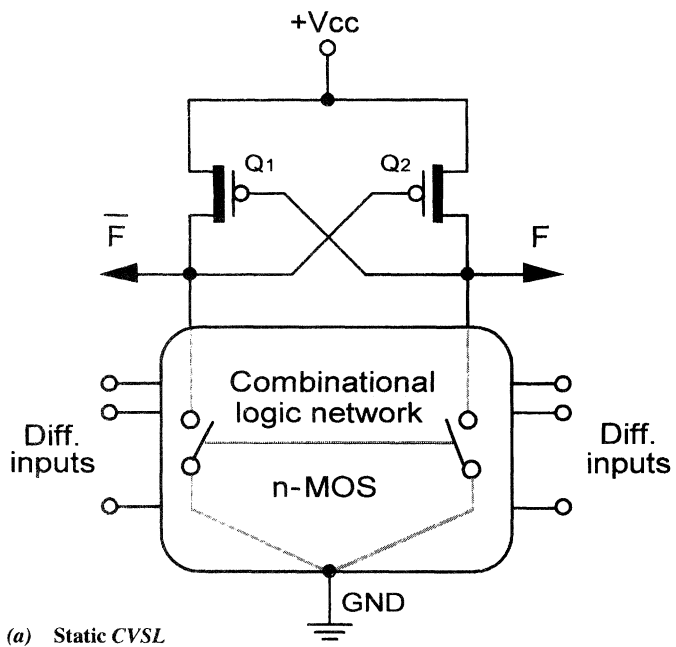 +Vcc
Q1
Q2
F
F
Combinational
logic network
n-MOS
Diff.
inputs
Diff.
inputs
GND
(a) Static CVSL